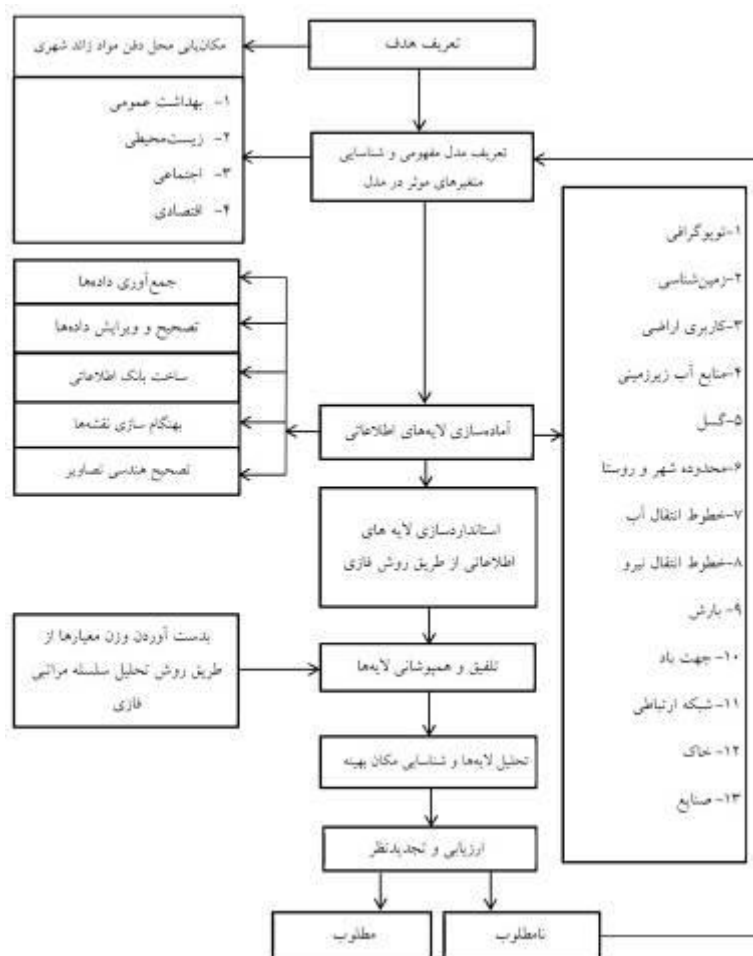 تعریف هدف
مکان‌یابی محل دفن مواد زائد شهری
۱- بهداشت عمومی
۲- زیست‌محیطی
۳- اجتماعی
۴- اقتصادی
تعریف مدل مفهومی و شناسایی
متغیرهای موثر در مدل
۱-توپوگرافی
۲-زمین‌شناسی
۳-کاربری اراضی
۴-منابع آب زیرزمینی
۵-گسل
۶-محدوده شهر و روستا
۷-خطوط انتقال آب
۸-خطوط انتقال نیرو
۹-بارش
۱۰-جهت باد
۱۱-شبکه ارتباطی
۱۲-خاک
۱۳- صنایع
جمع‌آوری داده‌ها
تصحیح و ویرایش داده‌ها
ساخت بانک اطلاعاتی
بهنگام سازی نقشه‌ها
تصحیح هندسی تصاویر
آماده‌سازی لایه‌های اطلاعاتی
استانداردسازی لایه های
اطلاعاتی از طریق روش فازی
بدست آوردن وزن معیارها از
طریق روش تحلیل سلسله مراتبی
فازی
تلفیق و همپوشانی لایه‌ها
تحلیل لایه‌ها و شناسایی مکان بهینه
ارزیابی و تجدیدنظر
نامطلوب
مطلوب